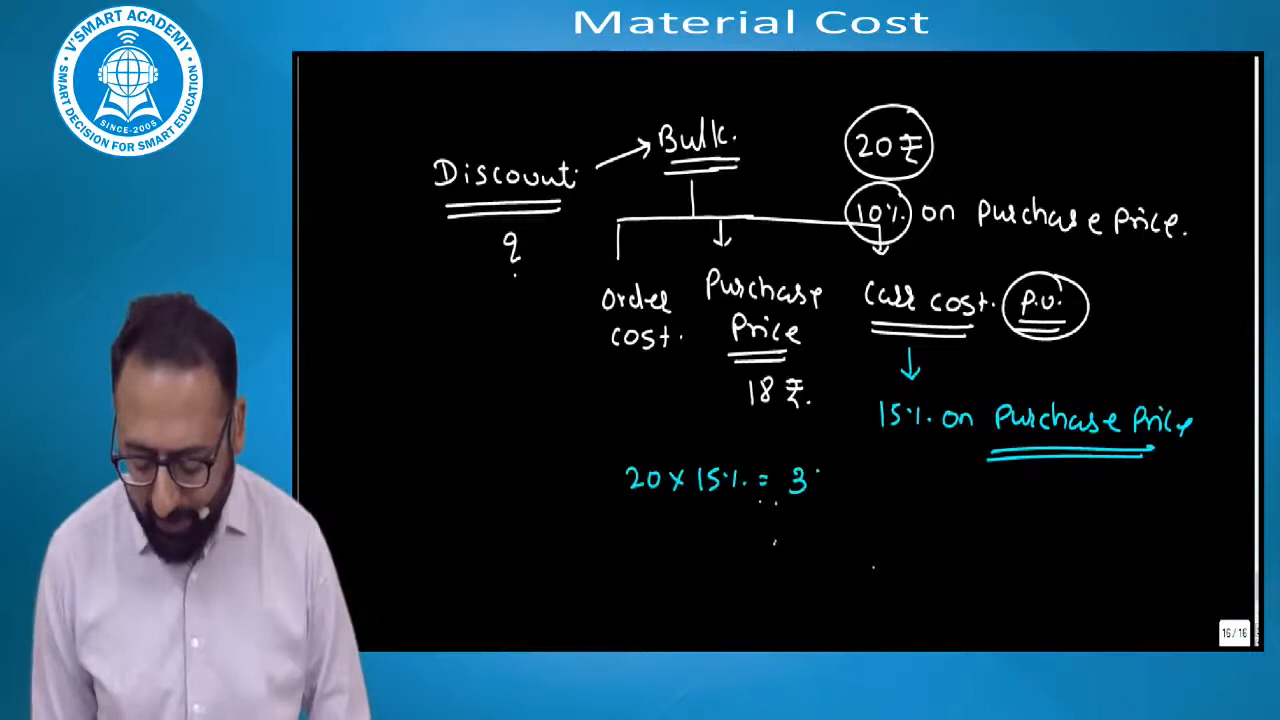 Material Cost
V'SMART ACADEMY
SINCE-2005
SMART DECISION FOR SMART EDUCATION
Discount
Bulk.
20₹
10% on Purchase Price.
?
order cost.
Purchase Price
18 ₹.
Carr cost.
P.U.
15% on Purchase Price
20 x 15% = 3
16/16